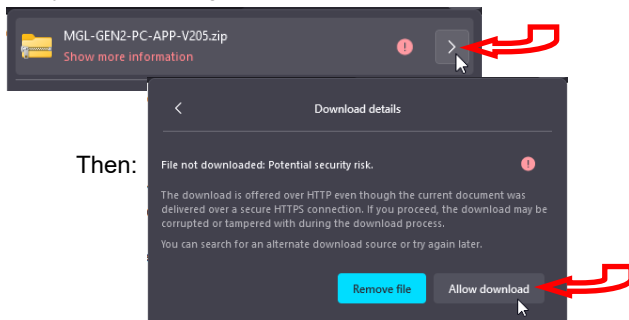 MGL-GEN2-PC-APP-V205.zip
Show more information
Download details
Then:
File not downloaded: Potential security risk.
The download is offered over HTTP even though the current document was
delivered over a secure HTTPS connection. If you proceed, the download may be
corrupted or tampered with during the download process.
You can search for an alternate download source or try again later.
Remove file
Allow download